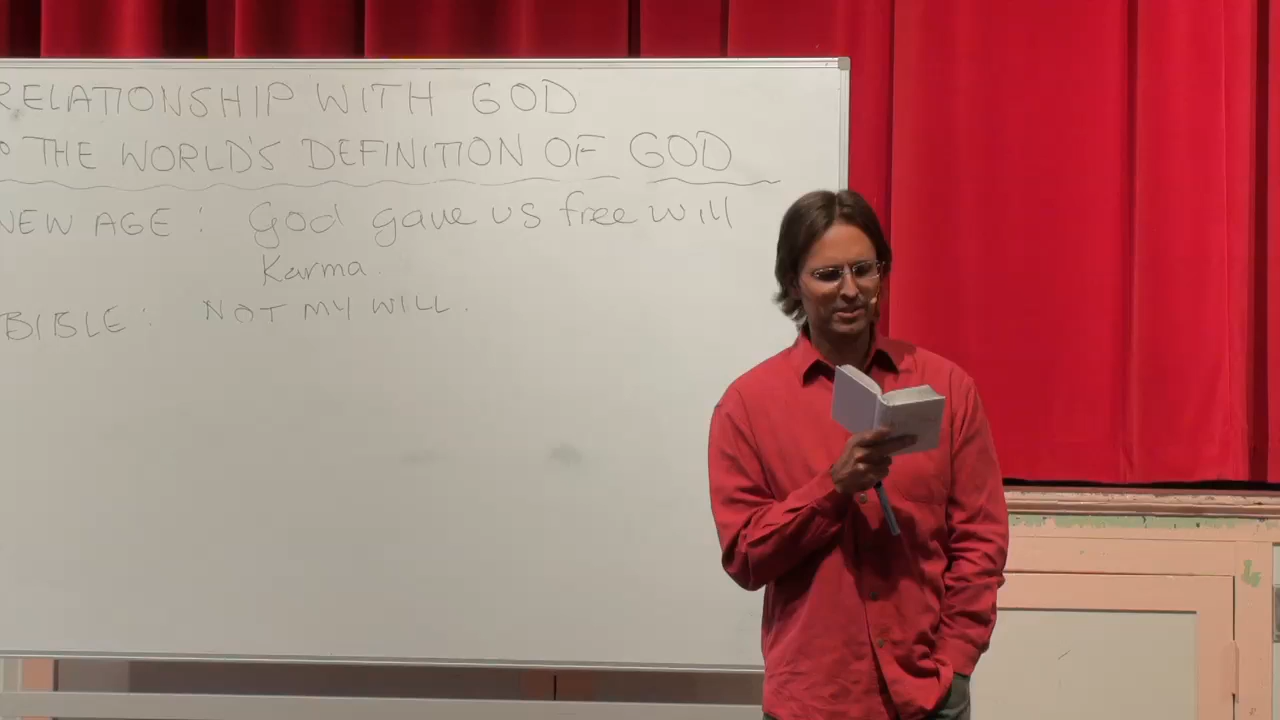 RELATIONSHIP WITH GOD
THE WORLD'S DEFINITION OF GOD
NEW AGE : God gave us free will
Karma.
BIBLE : NOT MY WILL.